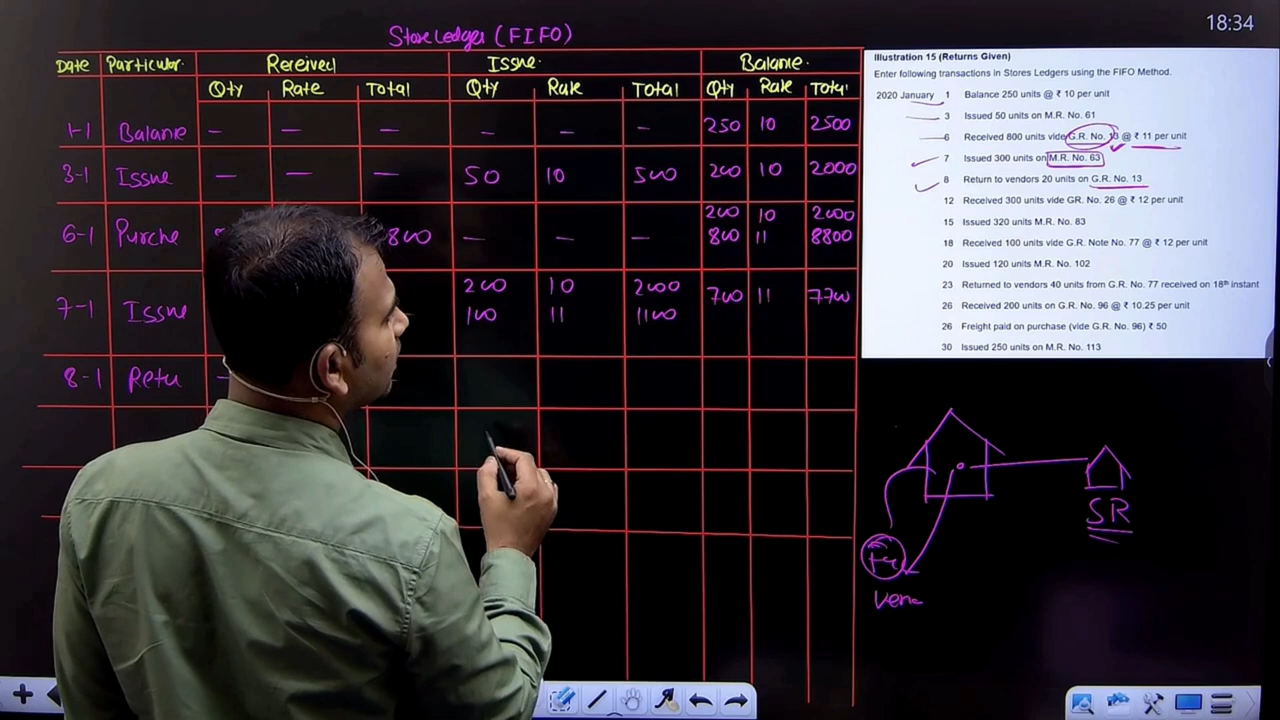 18:34
Store Ledger (FIFO)
Date Particular. Received Issue. Balance.
Qty Rate Total Qty Rate Total Qty Rate Total
1-1 Balance – – – – – – 250 10 2500
3-1 Issue – – – 50 10 500 200 10 2000
200 10 2000
6-1 Purche – – – 800 11 8800
200 10 2000 700 11 7700
7-1 Issue 100 11 1100
8-1 Retu –
Illustration 15 (Returns Given)
Enter following transactions in Stores Ledgers using the FIFO Method.
2020 January 1 Balance 250 units @ ₹ 10 per unit
3 Issued 50 units on M.R. No. 61
6 Received 800 units vide G.R. No. 13 @ ₹ 11 per unit
7 Issued 300 units on M.R. No. 63
8 Return to vendors 20 units on G.R. No. 13
12 Received 300 units vide GR. No. 26 @ ₹ 12 per unit
15 Issued 320 units M.R. No. 83
18 Received 100 units vide G.R. Note No. 77 @ ₹ 12 per unit
20 Issued 120 units M.R. No. 102
23 Returned to vendors 40 units from G.R. No. 77 received on 18th instant
26 Received 200 units on G.R. No. 96 @ ₹ 10.25 per unit
26 Freight paid on purchase (vide G.R. No. 96) ₹ 50
30 Issued 250 units on M.R. No. 113
SR